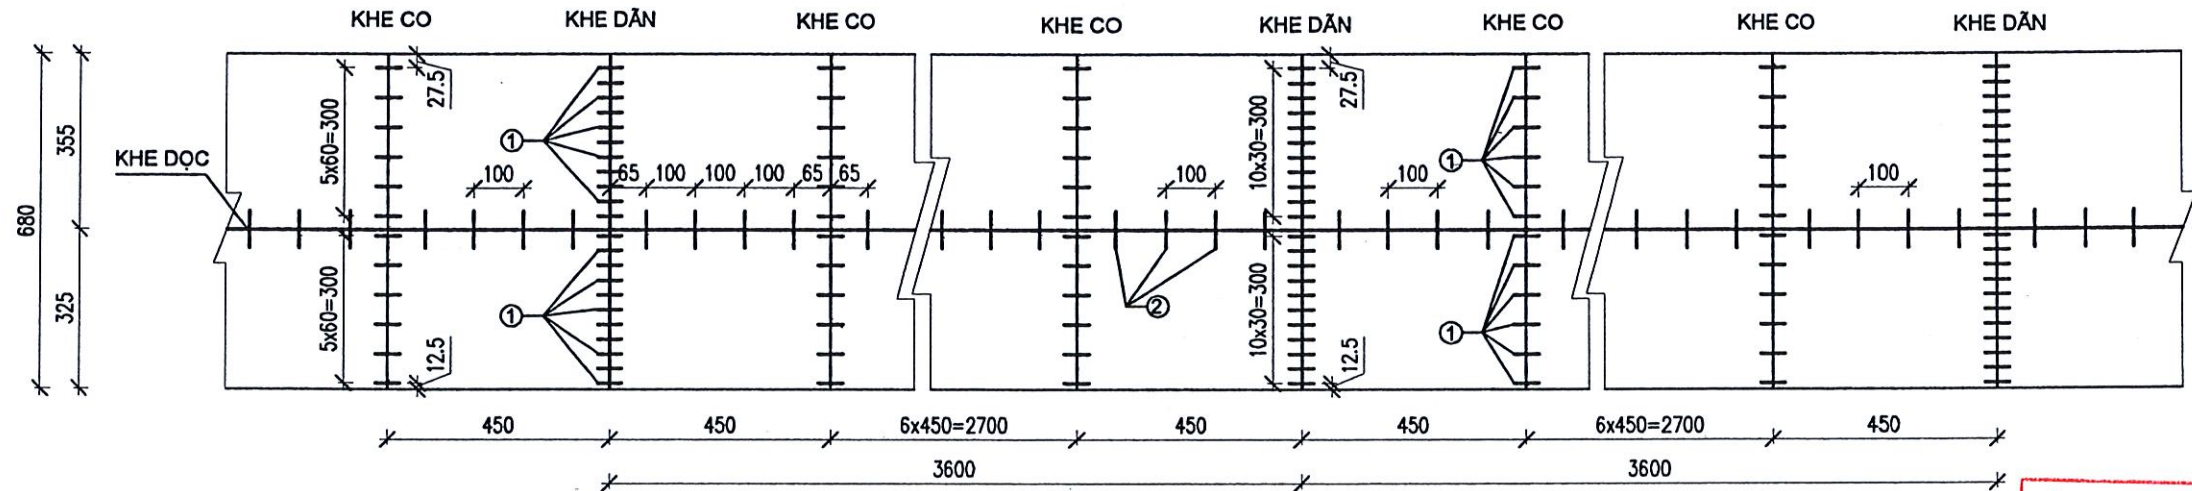 KHE CO KHE DÃN KHE CO KHE CO KHE DÃN KHE CO KHE CO KHE DÃN
27.5 27.5
5x60=300 10x30=300
355
680
1 1
KHE DỌC
100 65 100 100 100 65 65 100 100 100
325
5x60=300 10x30=300
2
1 1
12.5 12.5
450 450 6x450=2700 450 450 6x450=2700 450
3600 3600